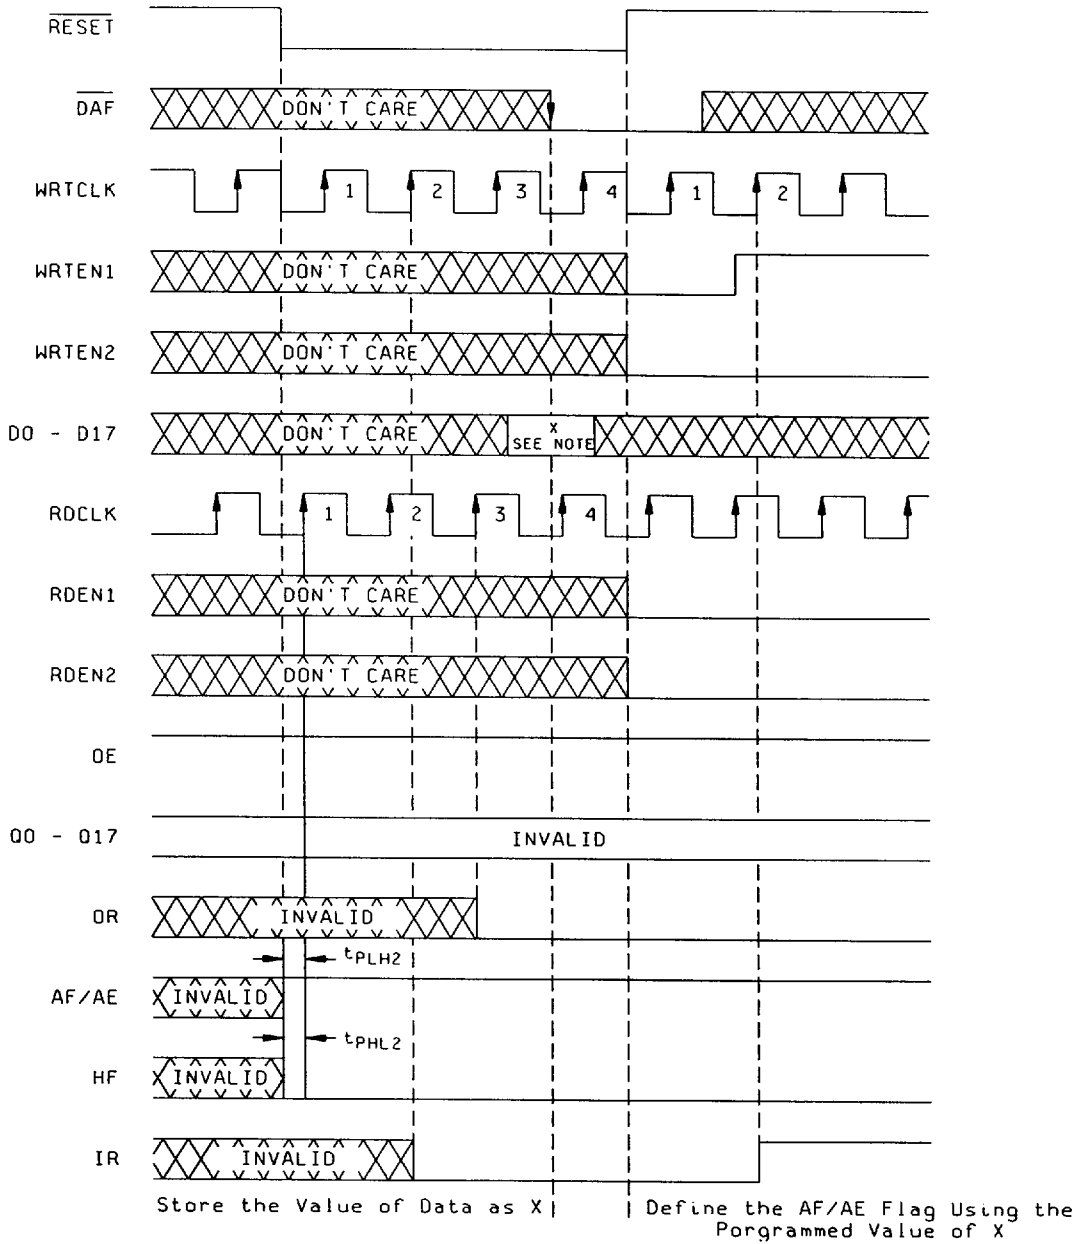 RESET
DAF DON'T CARE
WRTCLK 1 2 3 4 1 2
WRTEN1 DON'T CARE
WRTEN2 DON'T CARE
D0 - D17 DON'T CARE X
SEE NOTE
RDCLK 1 2 3 4
RDEN1 DON'T CARE
RDEN2 DON'T CARE
OE
Q0 - Q17 INVALID
OR INVALID
tPLH2
AF/AE INVALID
tPHL2
HF INVALID
IR INVALID
Store the Value of Data as X
Define the AF/AE Flag Using the
Porgrammed Value of X